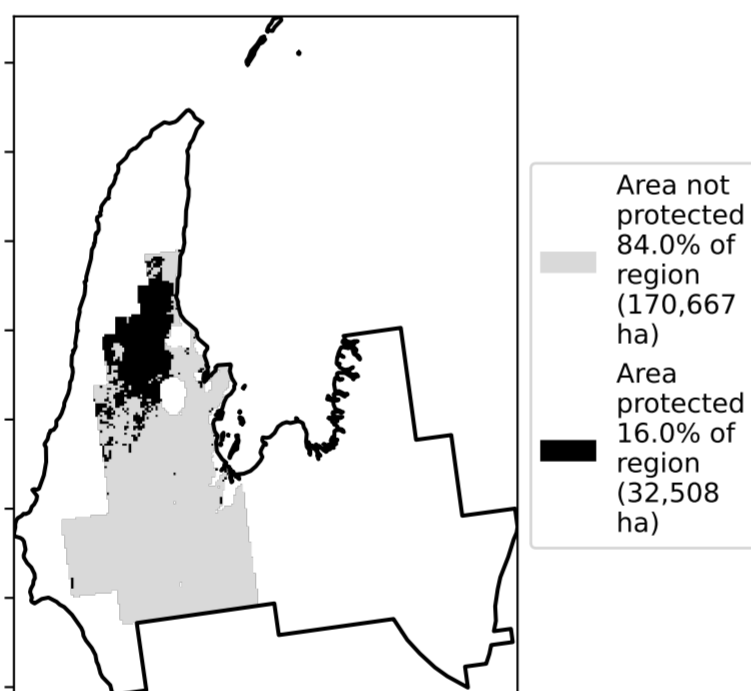 Area not
protected
84.0% of
region
(170,667
ha)
Area
protected
16.0% of
region
(32,508
ha)